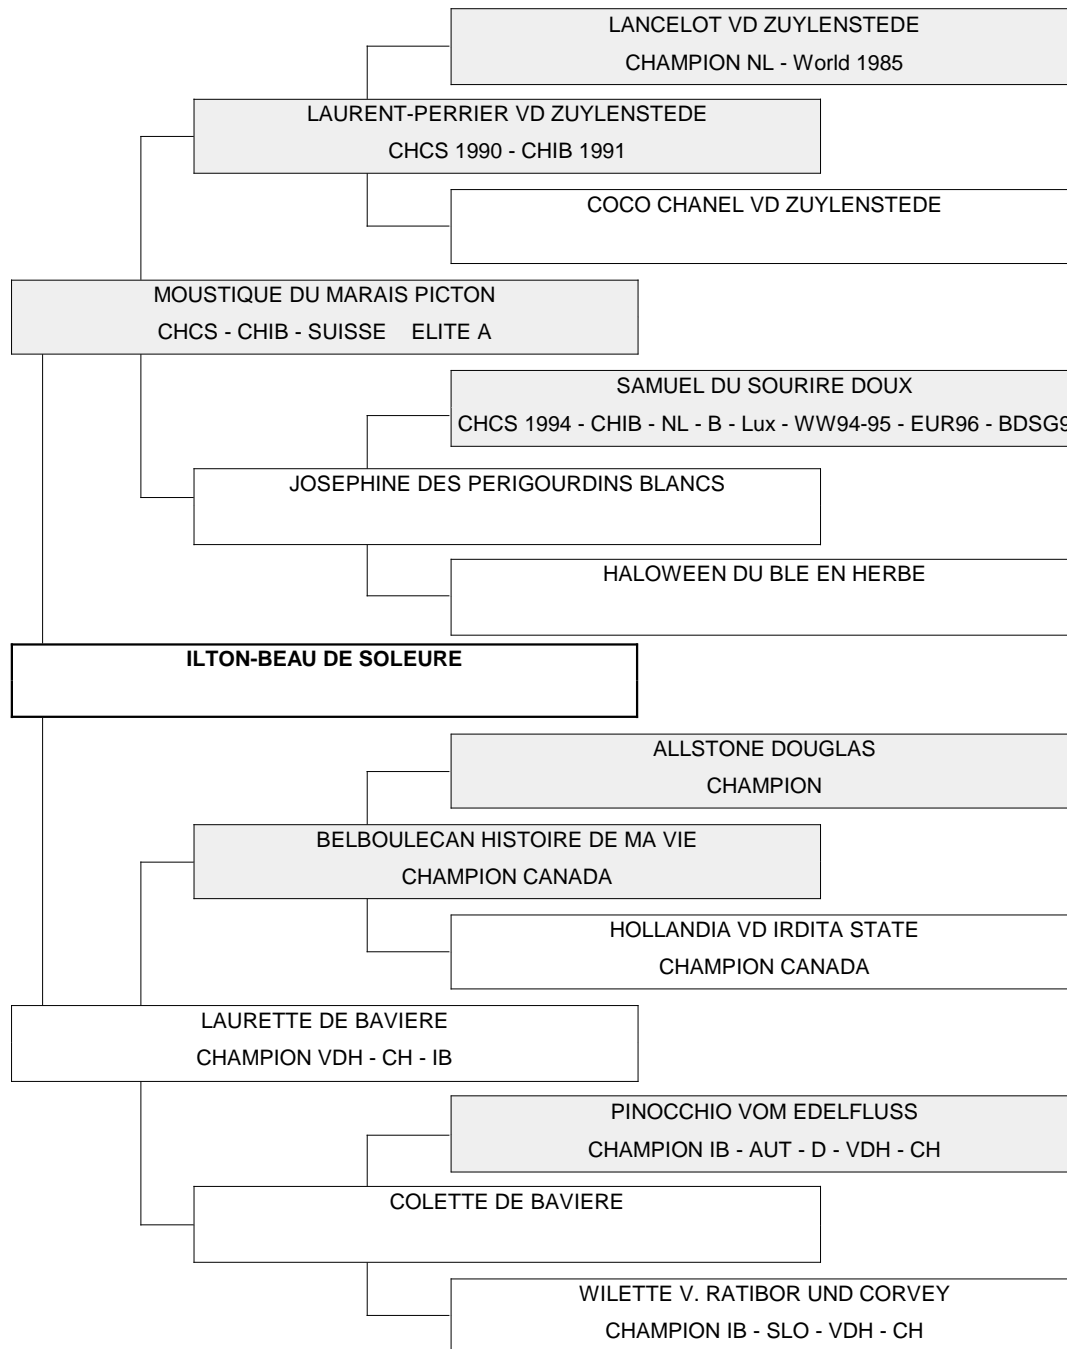 LANCELOT VD ZUYLENSTEDE
CHAMPION NL - World 1985
LAURENT-PERRIER VD ZUYLENSTEDE
CHCS 1990 - CHIB 1991
COCO CHANEL VD ZUYLENSTEDE
MOUSTIQUE DU MARAIS PICTON
CHCS - CHIB - SUISSE ELITE A
SAMUEL DU SOURIRE DOUX
CHCS 1994 - CHIB - NL - B - Lux - WW94-95 - EUR96 - BDSG9
JOSEPHINE DES PERIGOURDINS BLANCS
HALOWEEN DU BLE EN HERBE
ILTON-BEAU DE SOLEURE
ALLSTONE DOUGLAS
CHAMPION
BELBOULECAN HISTOIRE DE MA VIE
CHAMPION CANADA
HOLLANDIA VD IRDITA STATE
CHAMPION CANADA
LAURETTE DE BAVIERE
CHAMPION VDH - CH - IB
PINOCCHIO VOM EDELFLUSS
CHAMPION IB - AUT - D - VDH - CH
COLETTE DE BAVIERE
WILETTE V. RATIBOR UND CORVEY
CHAMPION IB - SLO - VDH - CH